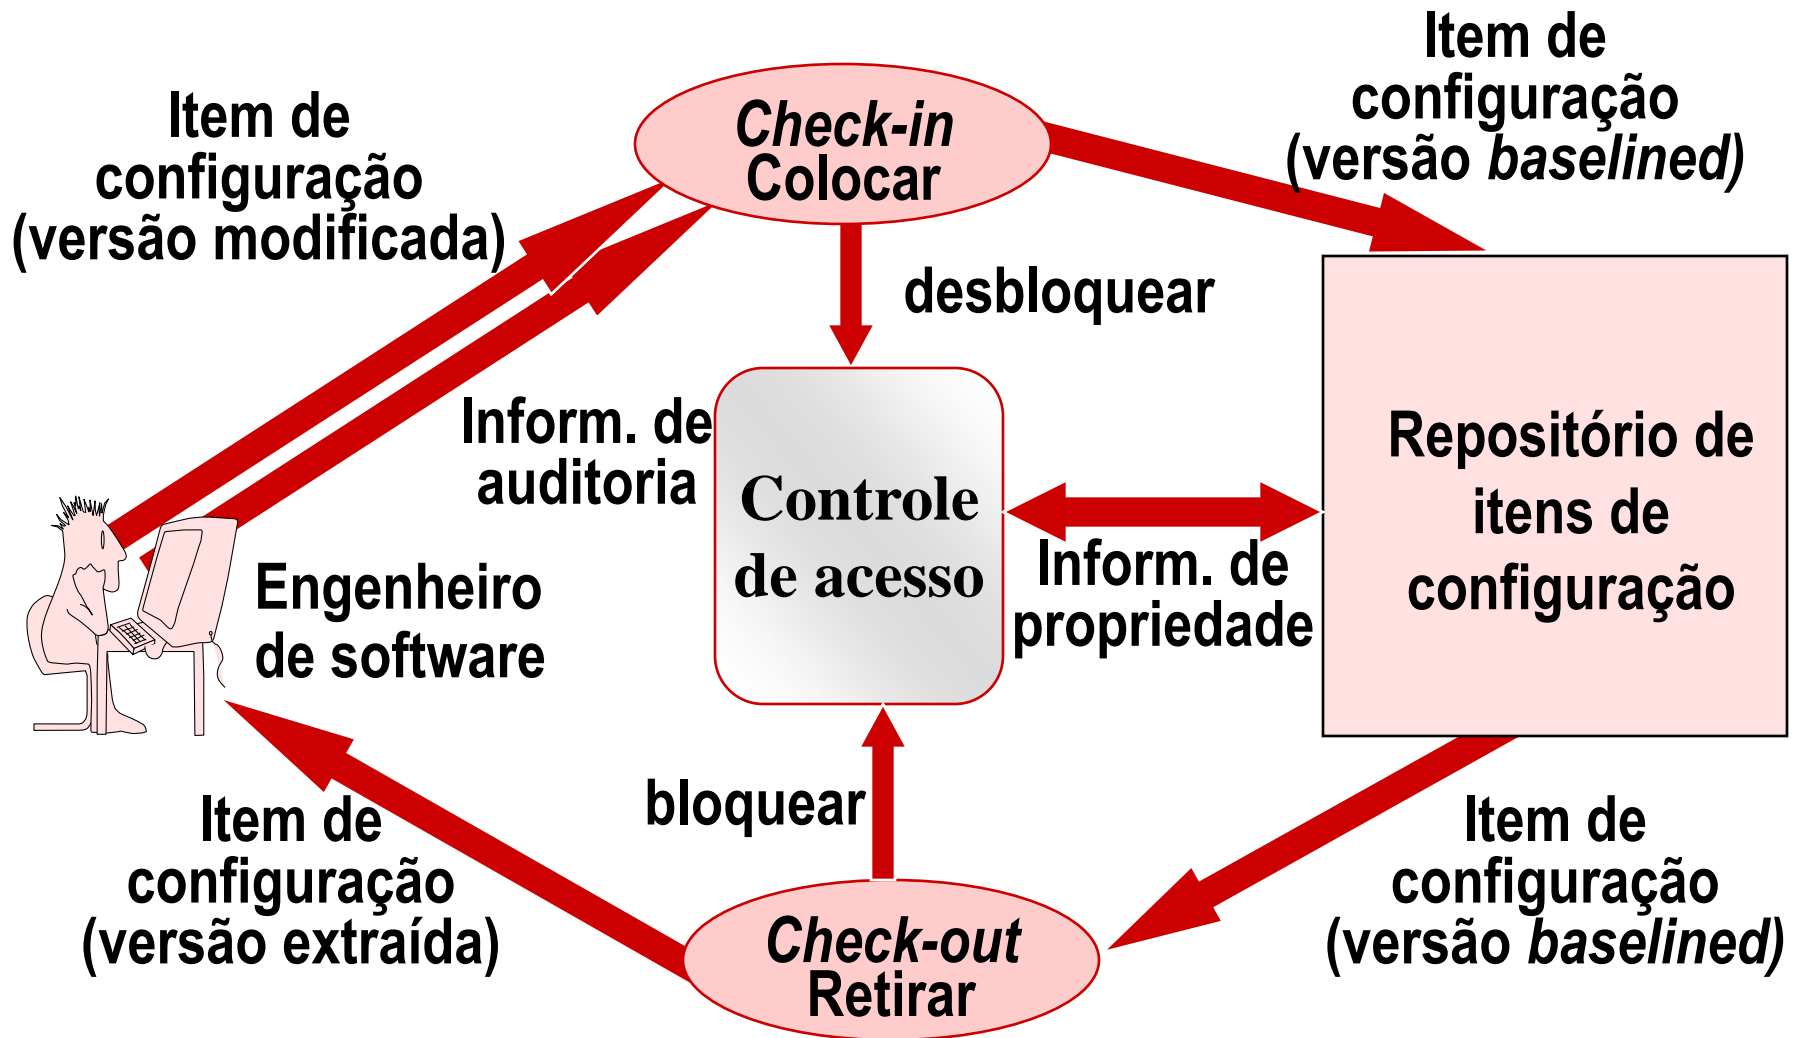 Item de
configuração
(versão modificada)
Check-in
Colocar
Item de
configuração
(versão baselined)
desbloquear
Inform. de
auditoria
Controle
de acesso
Inform. de
propriedade
Repositório de
itens de
configuração
Engenheiro
de software
bloquear
Item de
configuração
(versão extraída)
Check-out
Retirar
Item de
configuração
(versão baselined)